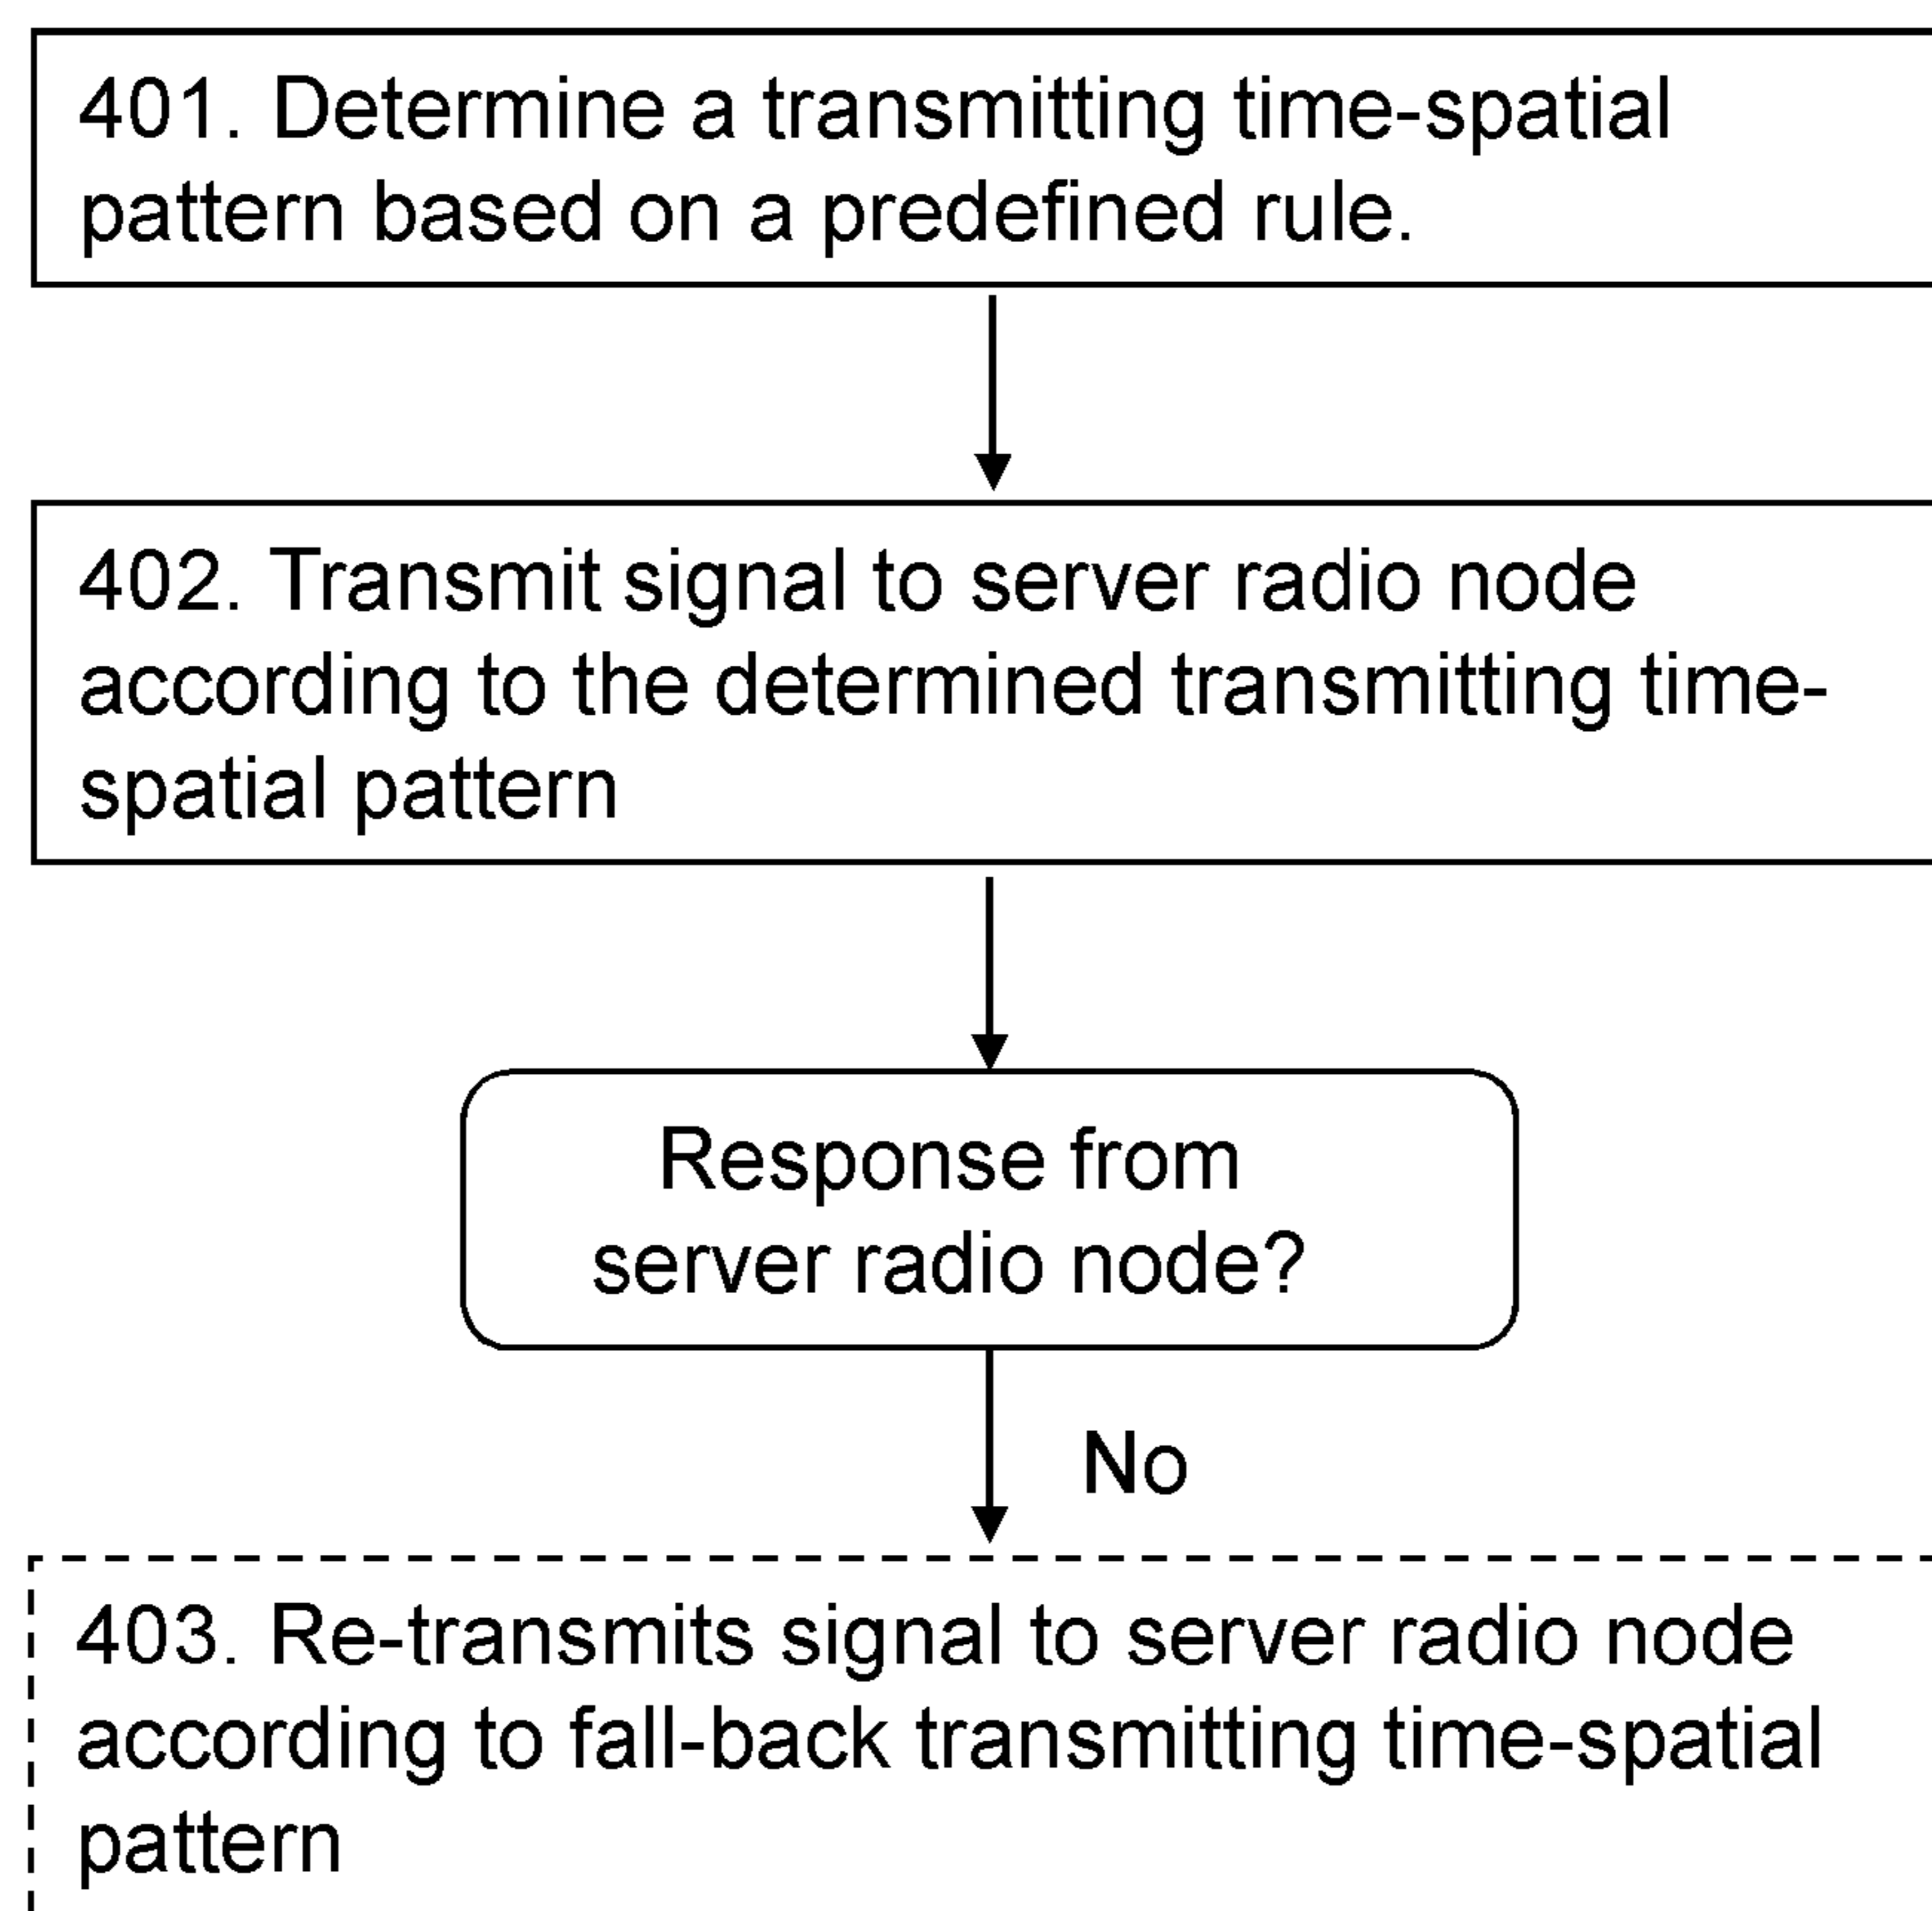 401. Determine a transmitting time-spatial
pattern based on a predefined rule.
402. Transmit signal to server radio node
according to the determined transmitting time-
spatial pattern
Response from
server radio node?
No
403. Re-transmits signal to server radio node
according to fall-back transmitting time-spatial
pattern